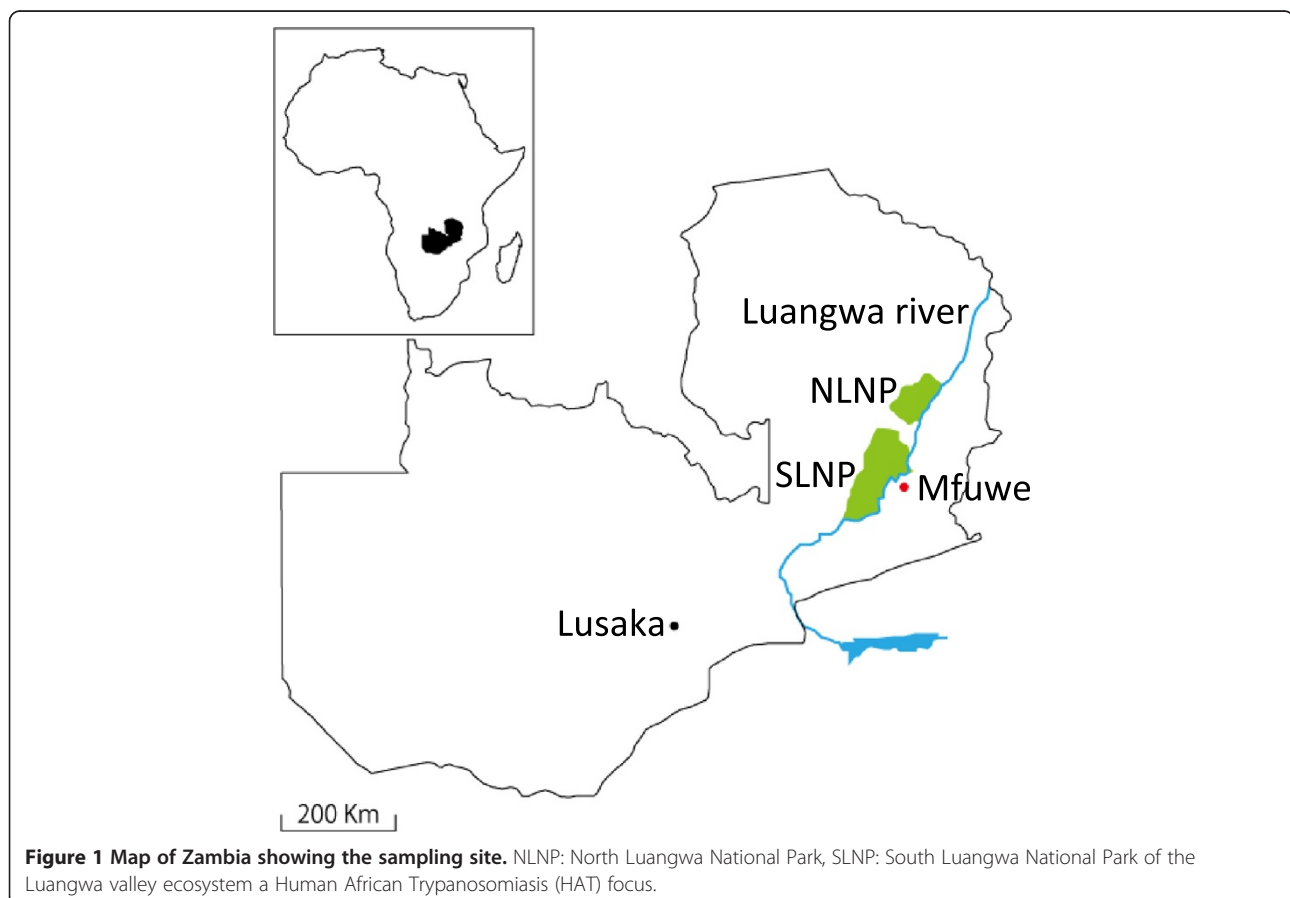 Luangwa river
NLNP
SLNP
Mfuwe
Lusaka
200 Km
Figure 1 Map of Zambia showing the sampling site. NLNP: North Luangwa National Park, SLNP: South Luangwa National Park of the
Luangwa valley ecosystem a Human African Trypanosomiasis (HAT) focus.